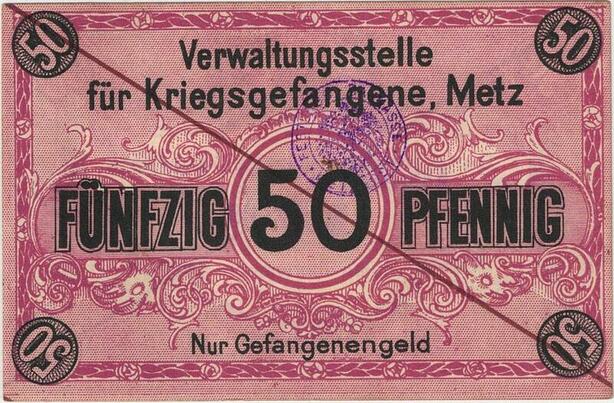 50 50
Verwaltungsstelle
für Kriegsgefangene, Metz
FÜNFZIG 50 PFENNIG
Nur Gefangenengeld
50 50